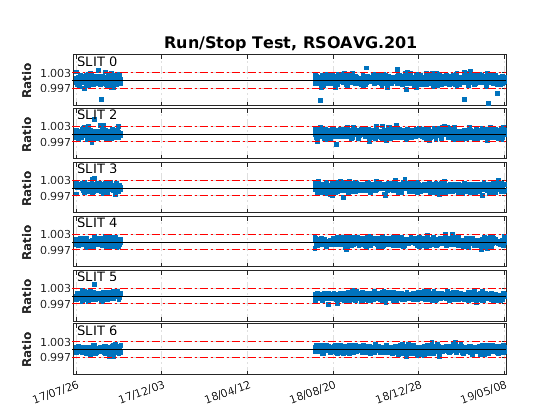 Run/Stop Test, RSOAVG.201
SLIT 0
Ratio
1.003
0.997
SLIT 2
Ratio
1.003
0.997
SLIT 3
Ratio
1.003
0.997
SLIT 4
Ratio
1.003
0.997
SLIT 5
Ratio
1.003
0.997
SLIT 6
Ratio
1.003
0.997
17/07/26 17/12/03 18/04/12 18/08/20 18/12/28 19/05/08